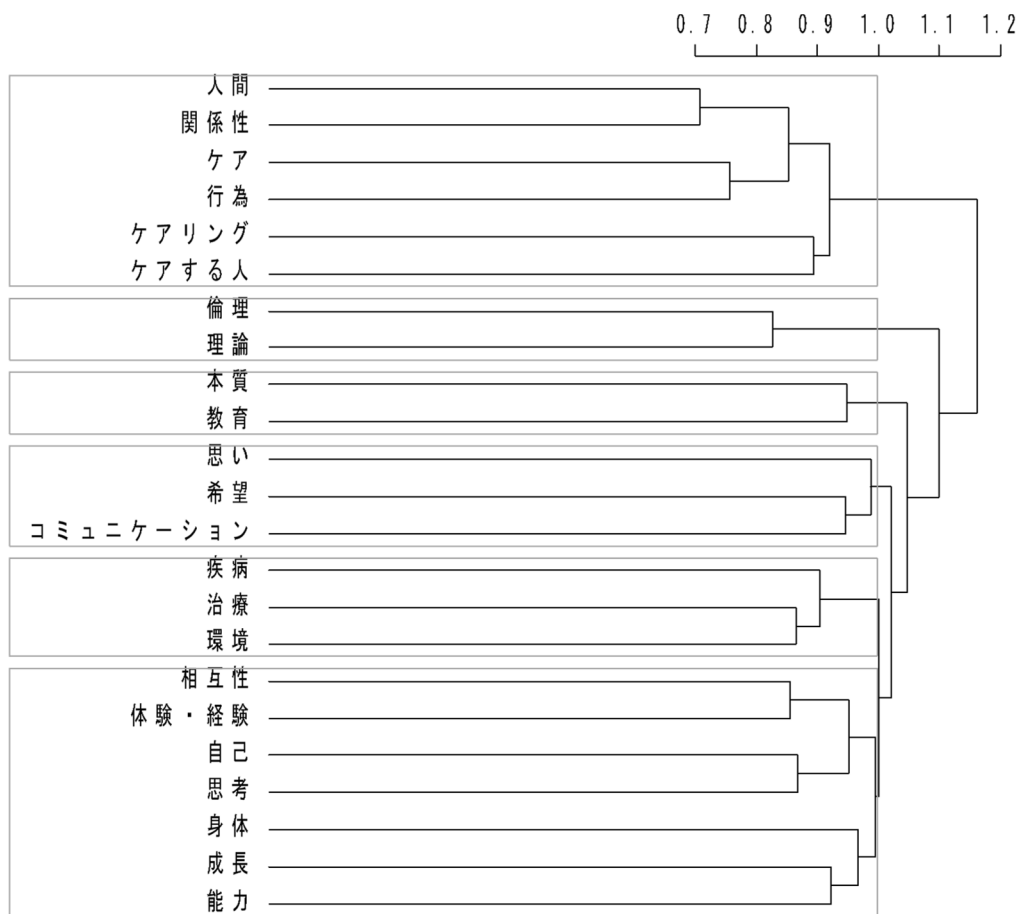 0.7 0.8 0.9 1.0 1.1 1.2
人間
関係性
ケア
行為
ケアリング
ケアする人
倫理
理論
本質
教育
思い
希望
コミュニケーション
疾病
治療
環境
相互性
体験・経験
自己
思考
身体
成長
能力